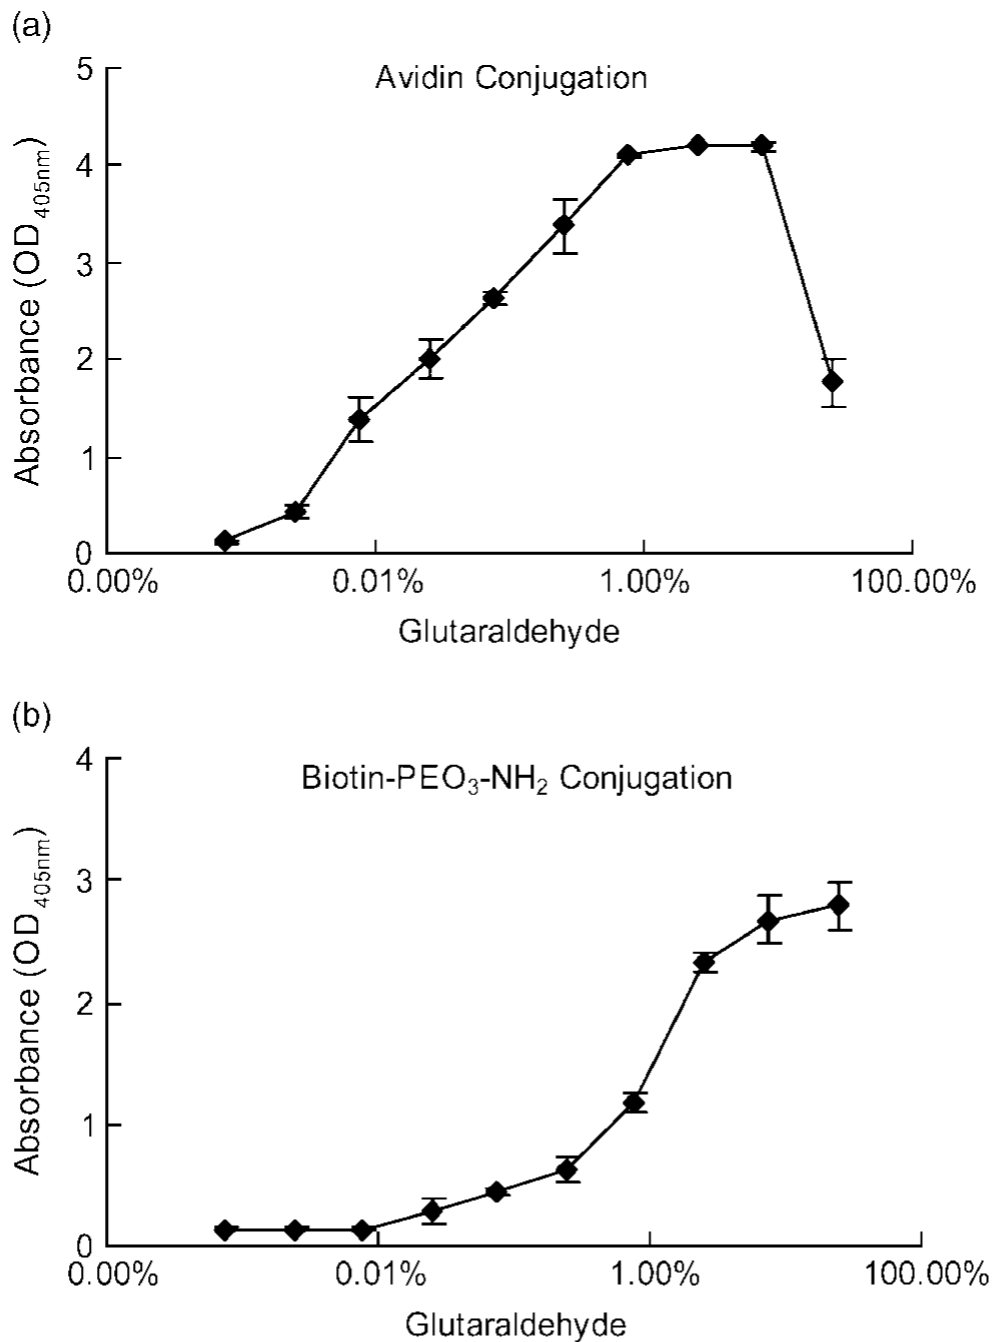 (a)
Avidin Conjugation
Absorbance (OD405nm)
5
4
3
2
1
0
0.00% 0.01% 1.00% 100.00%
Glutaraldehyde
(b)
Biotin-PEO3-NH2 Conjugation
Absorbance (OD405nm)
4
3
2
1
0
0.00% 0.01% 1.00% 100.00%
Glutaraldehyde